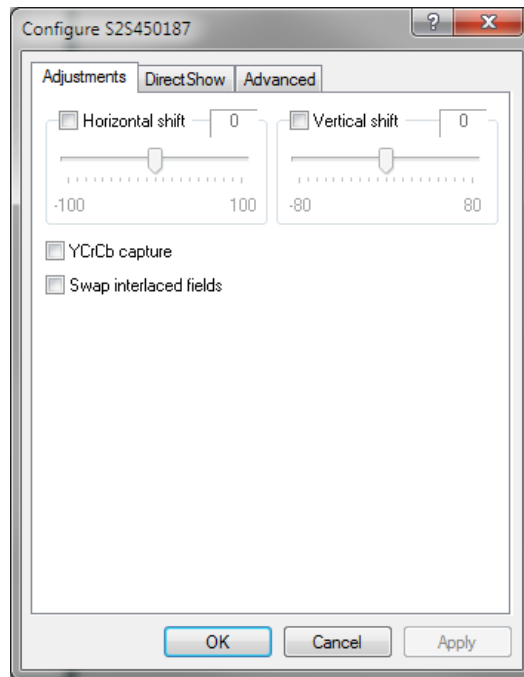 Configure S2S450187
?
X
Adjustments DirectShow Advanced
Horizontal shift 0 Vertical shift 0
-100 100 -80 80
YCrCb capture
Swap interlaced fields
OK Cancel Apply